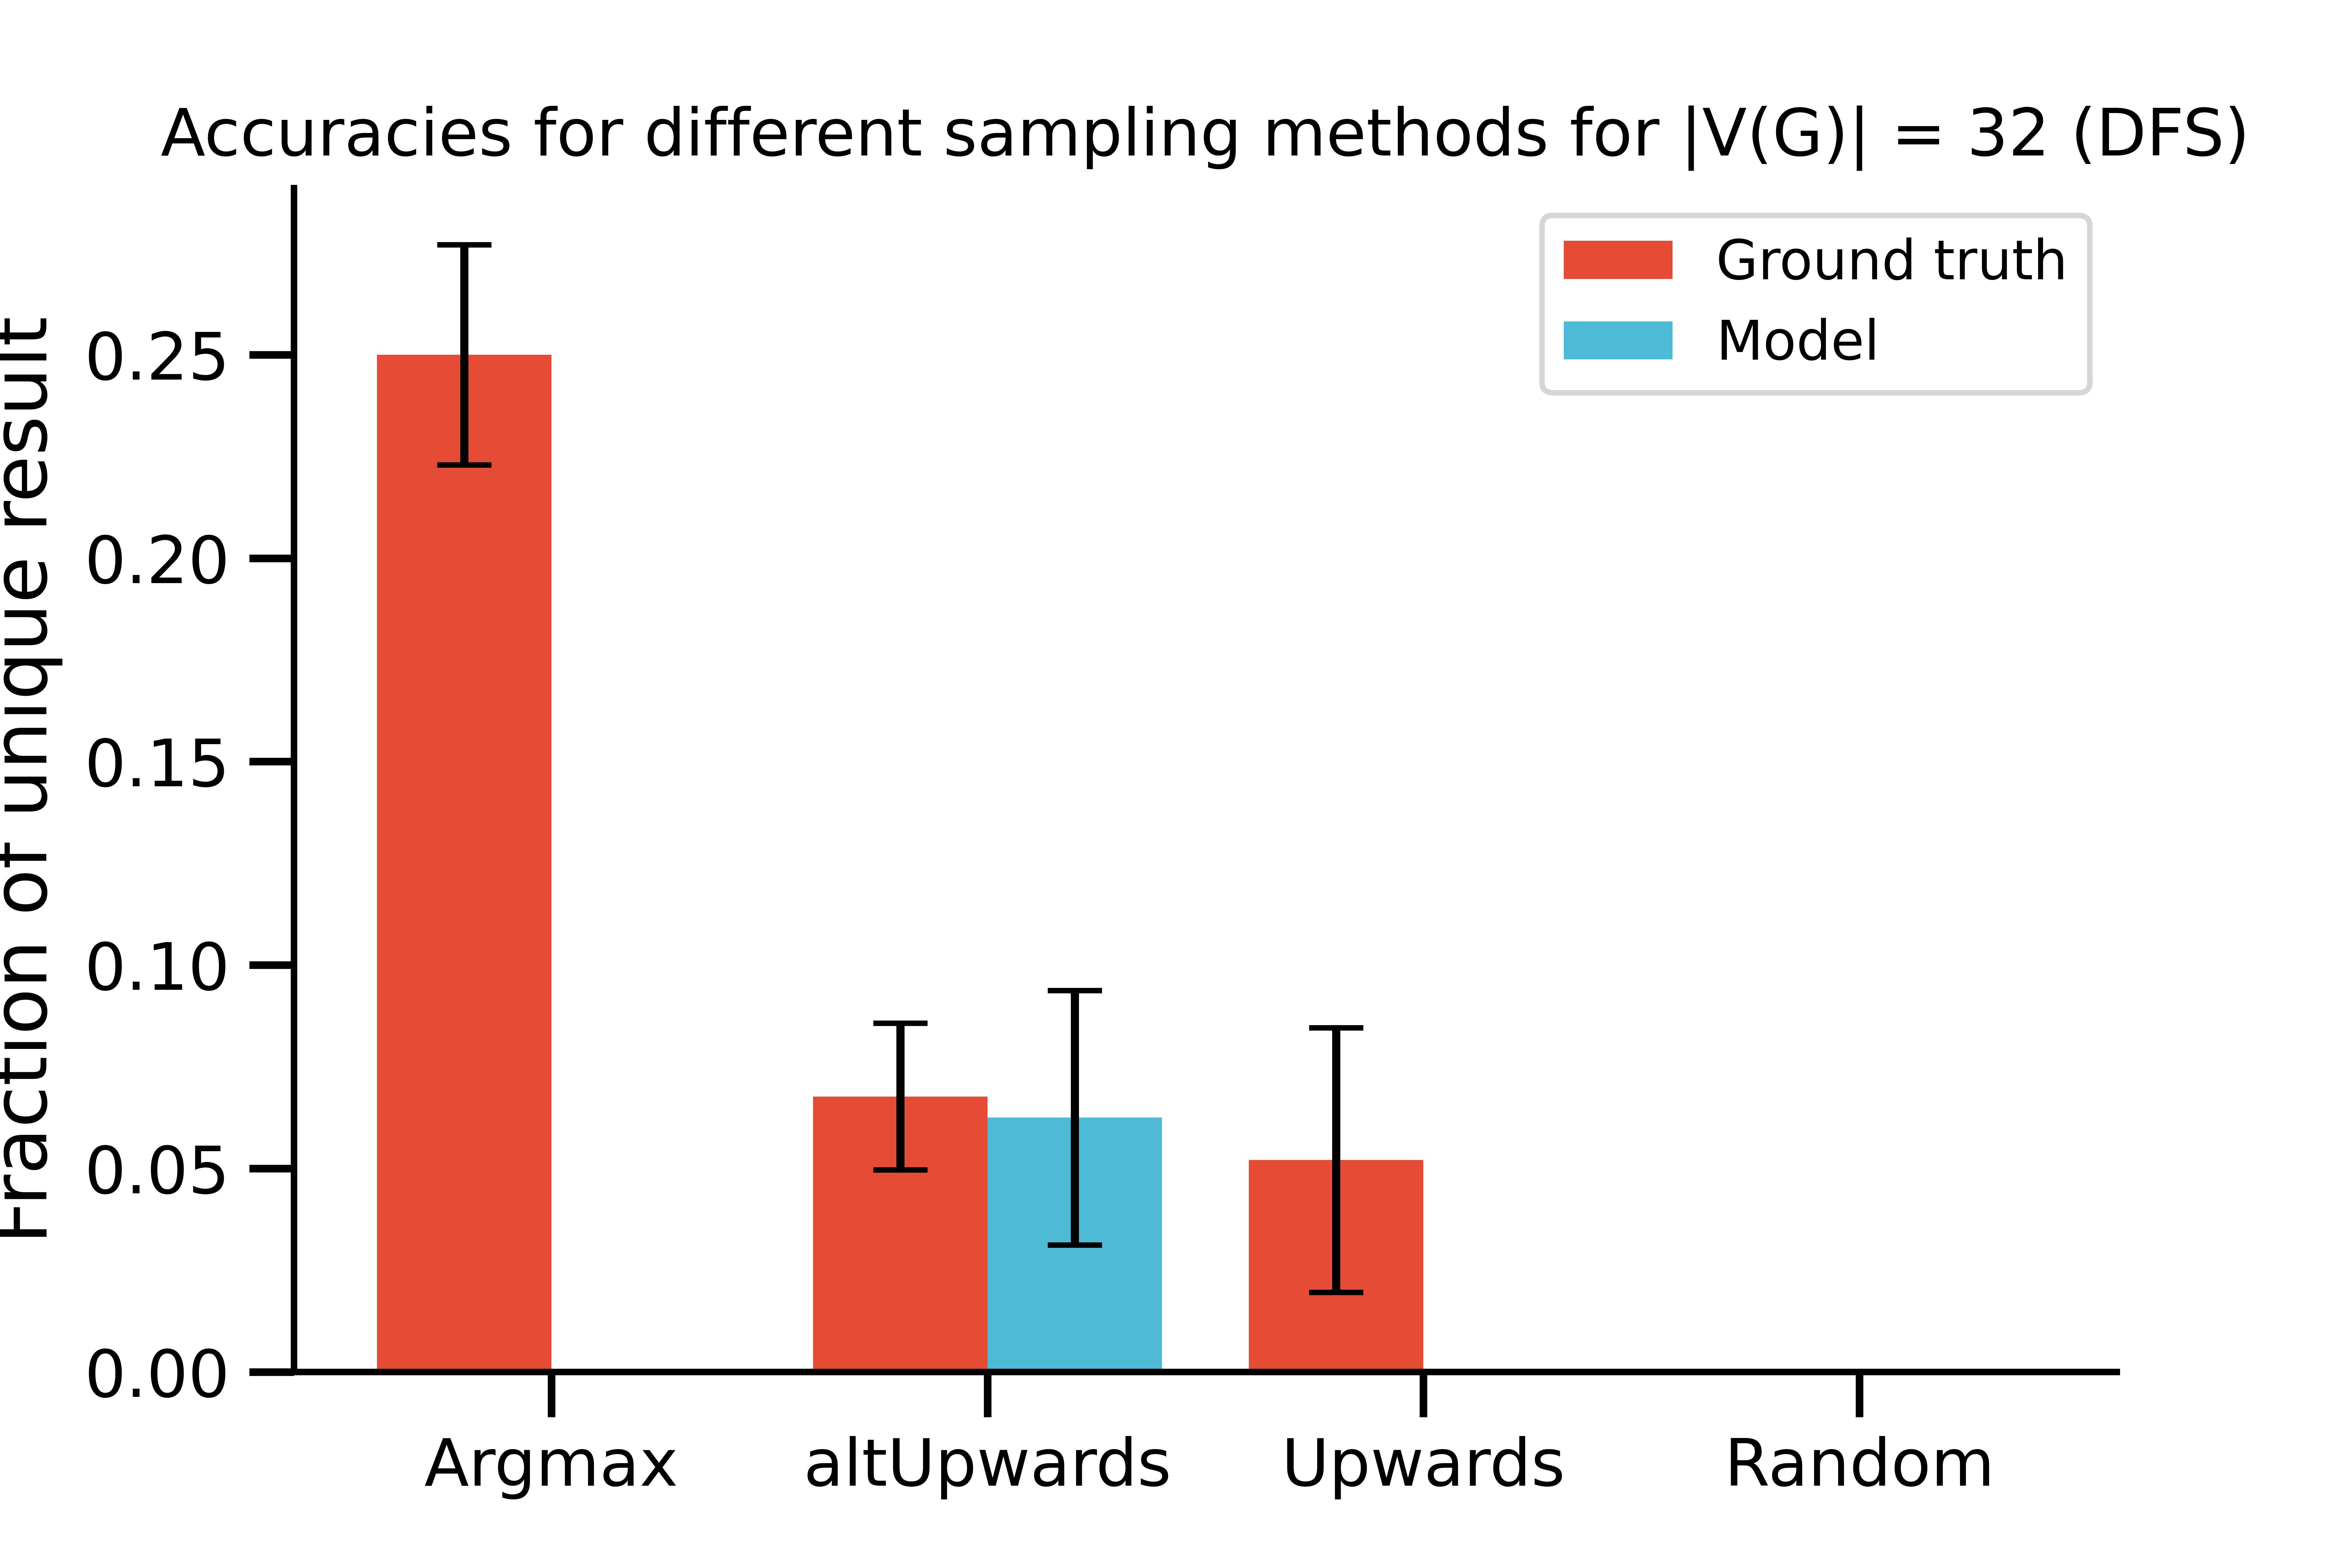 Accuracies for different sampling methods for |V(G)| = 32 (DFS)
Ground truth
Model
Fraction of unique result
0.25
0.20
0.15
0.10
0.05
0.00
Argmax altUpwards Upwards Random